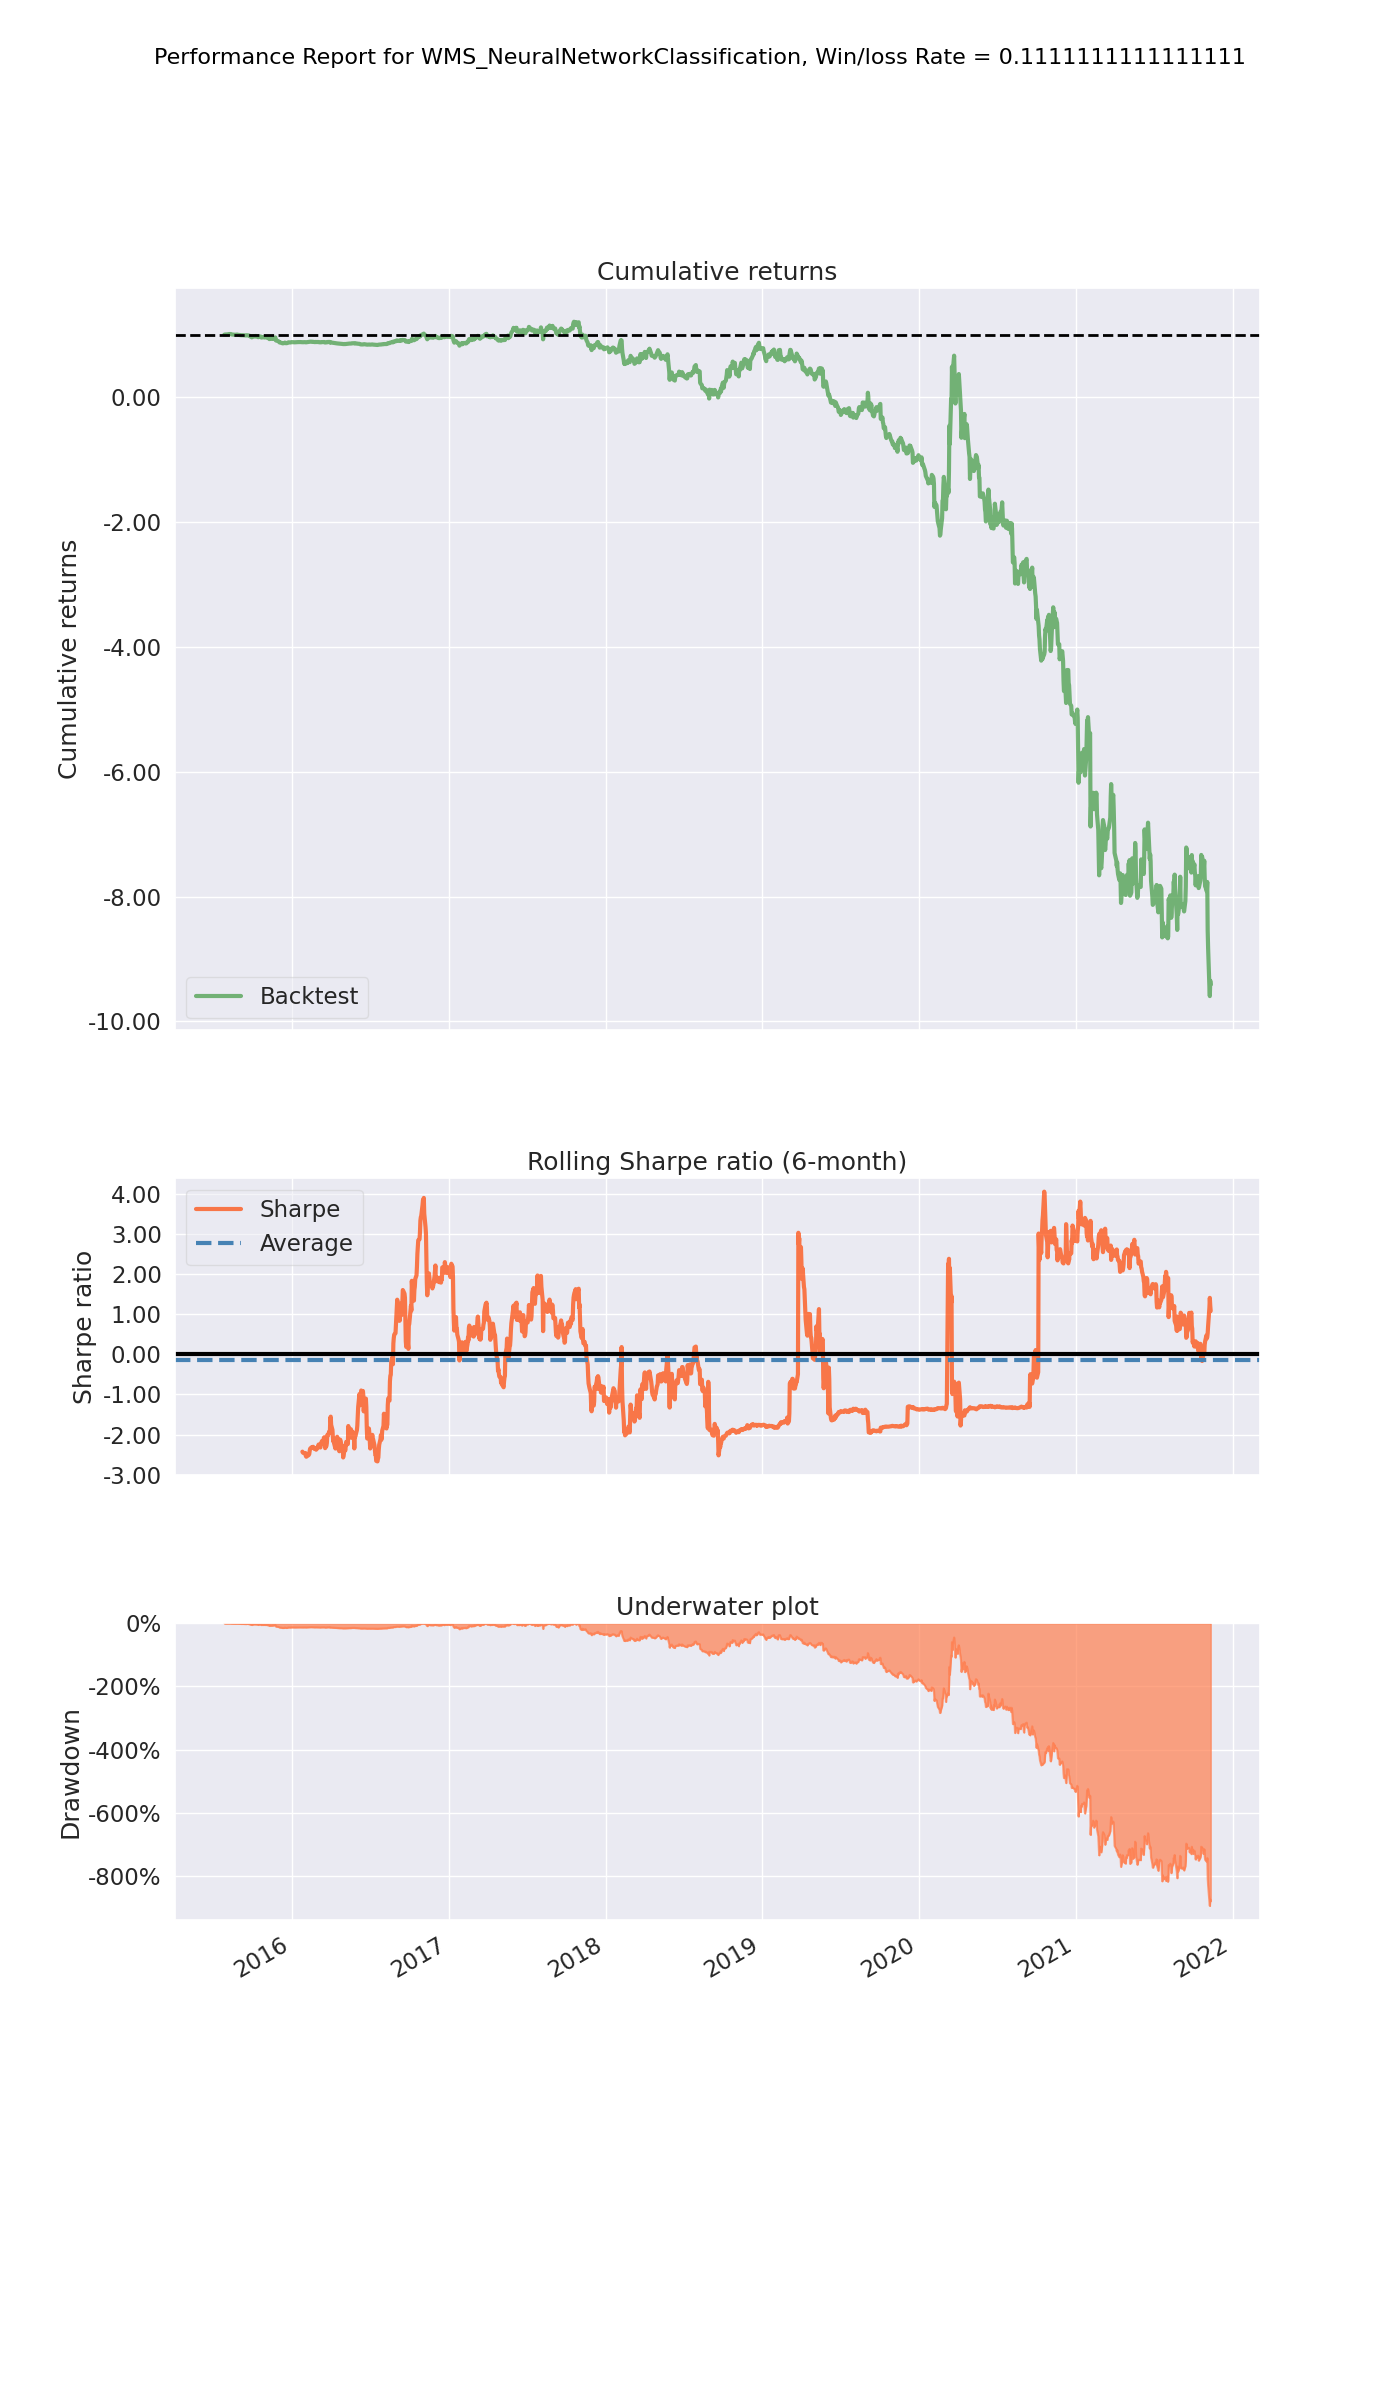 Performance Report for WMS_NeuralNetworkClassification, Win/loss Rate = 0.1111111111111111
Cumulative returns
Cumulative returns
0.00
-2.00
-4.00
-6.00
-8.00
-10.00
Backtest
Rolling Sharpe ratio (6-month)
Sharpe ratio
4.00
3.00
2.00
1.00
0.00
-1.00
-2.00
-3.00
Sharpe
Average
Underwater plot
Drawdown
0%
-200%
-400%
-600%
-800%
2016
2017
2018
2019
2020
2021
2022